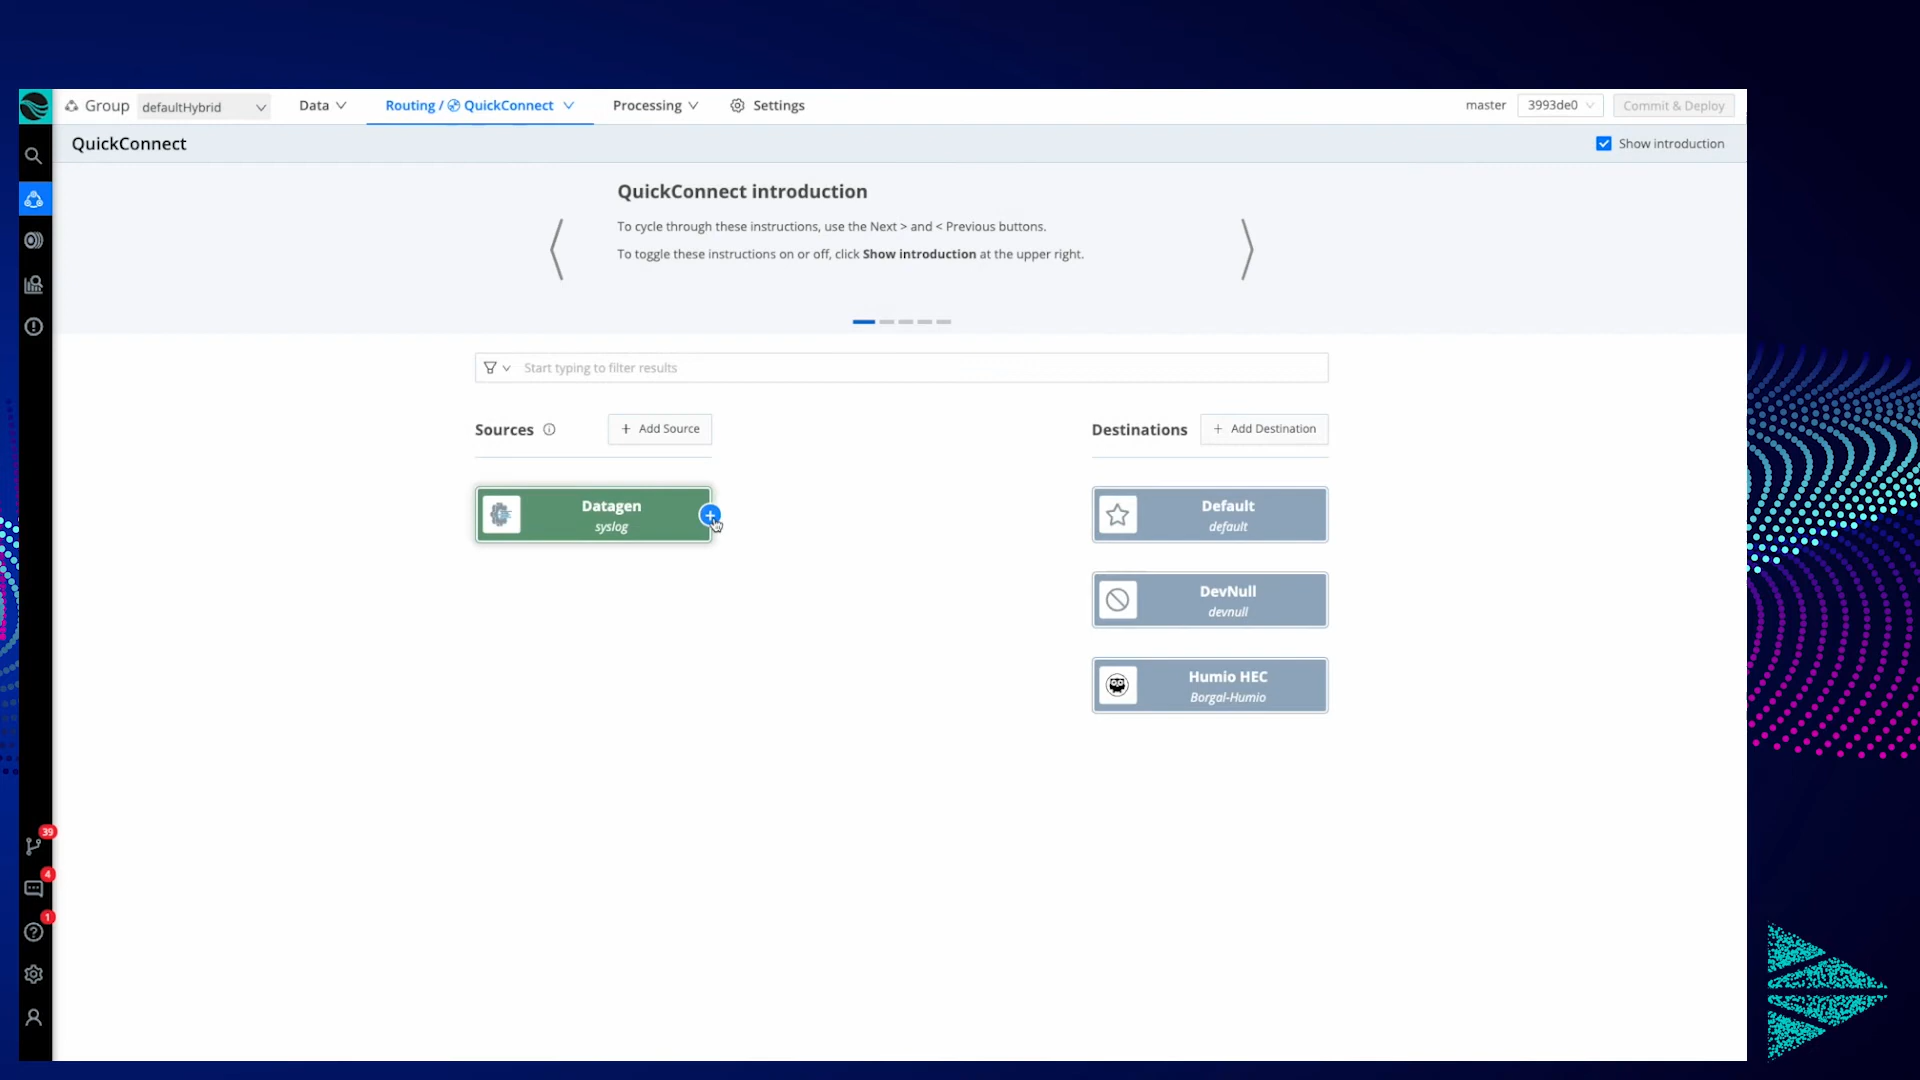 Group defaultHybrid Data Routing / QuickConnect Processing Settings master 3993de0 Commit & Deploy
QuickConnect Show introduction
QuickConnect introduction
To cycle through these instructions, use the Next > and < Previous buttons.
To toggle these instructions on or off, click Show introduction at the upper right.
Start typing to filter results
Sources + Add Source
Destinations + Add Destination
Datagen
syslog
Default
default
DevNull
devnull
Humio HEC
Borgal-Humio
39
4
1